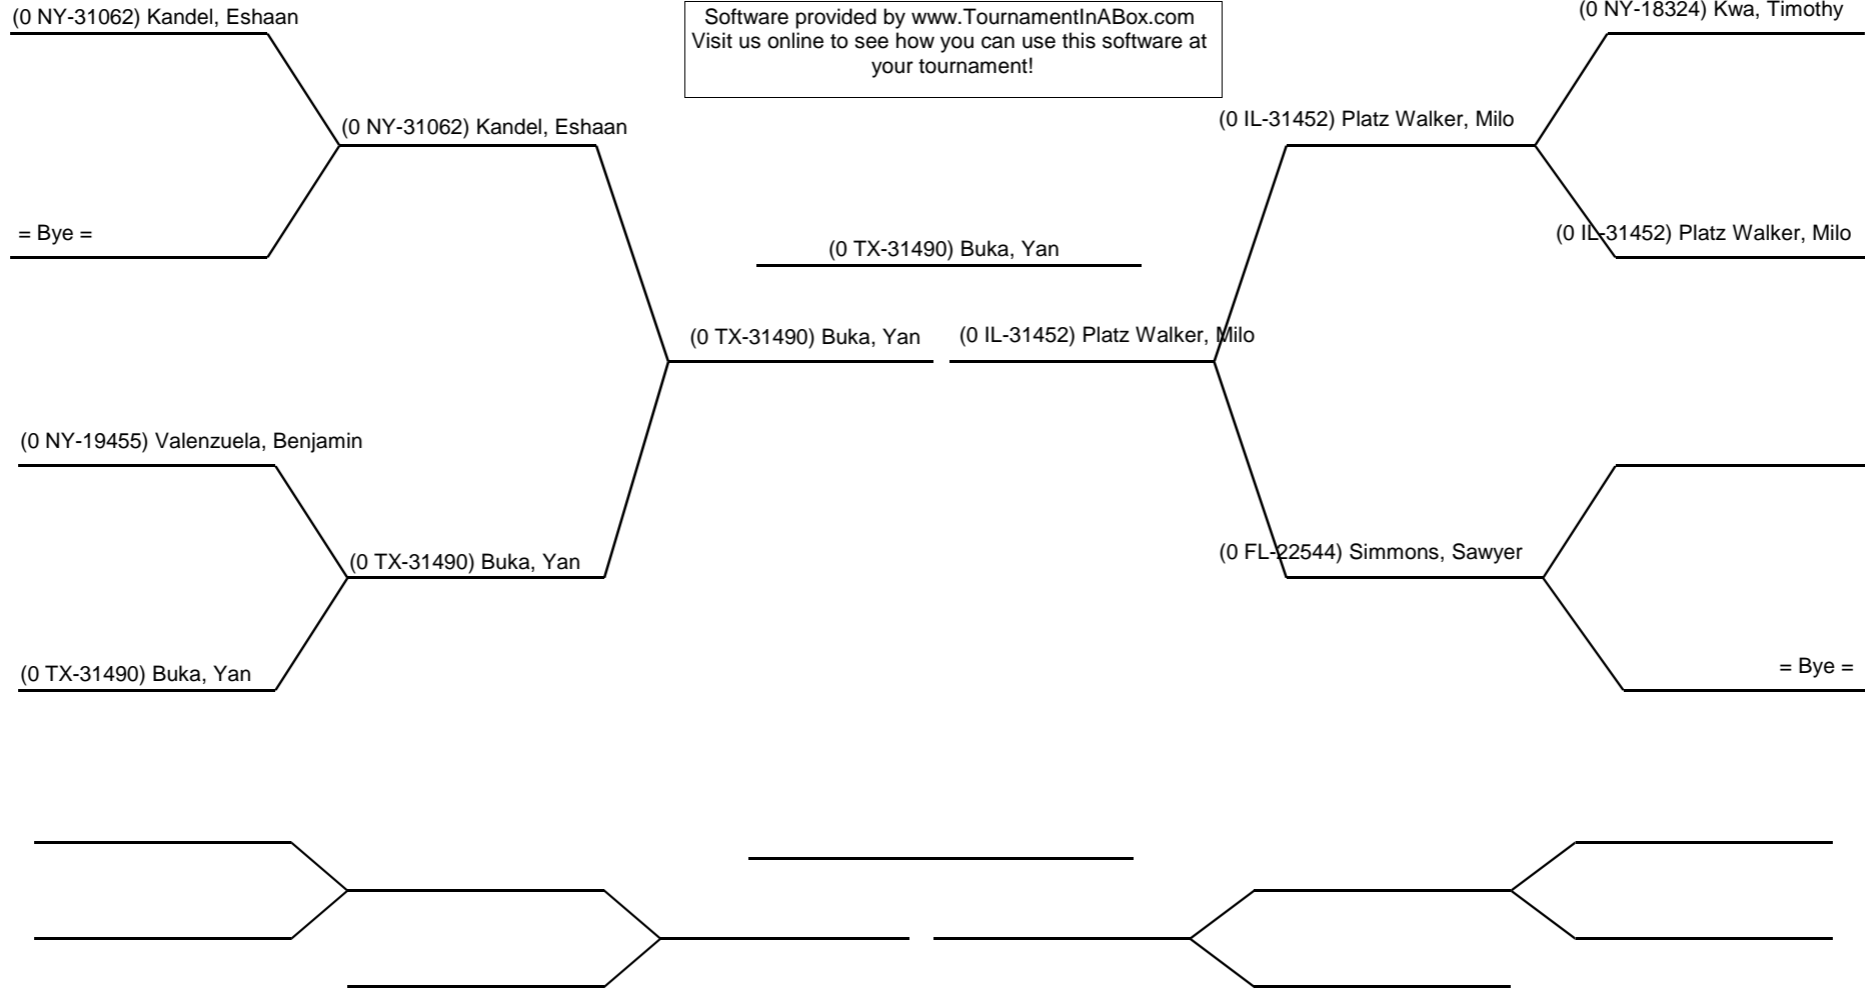 (0 NY-31062) Kandel, Eshaan
Software provided by www.TournamentInABox.com
Visit us online to see how you can use this software at
your tournament!
(0 NY-18324) Kwa, Timothy
(0 NY-31062) Kandel, Eshaan
(0 IL-31452) Platz Walker, Milo
= Bye =
(0 TX-31490) Buka, Yan
(0 IL-31452) Platz Walker, Milo
(0 TX-31490) Buka, Yan
(0 IL-31452) Platz Walker, Milo
(0 NY-19455) Valenzuela, Benjamin
(0 TX-31490) Buka, Yan
(0 FL-22544) Simmons, Sawyer
(0 TX-31490) Buka, Yan
= Bye =